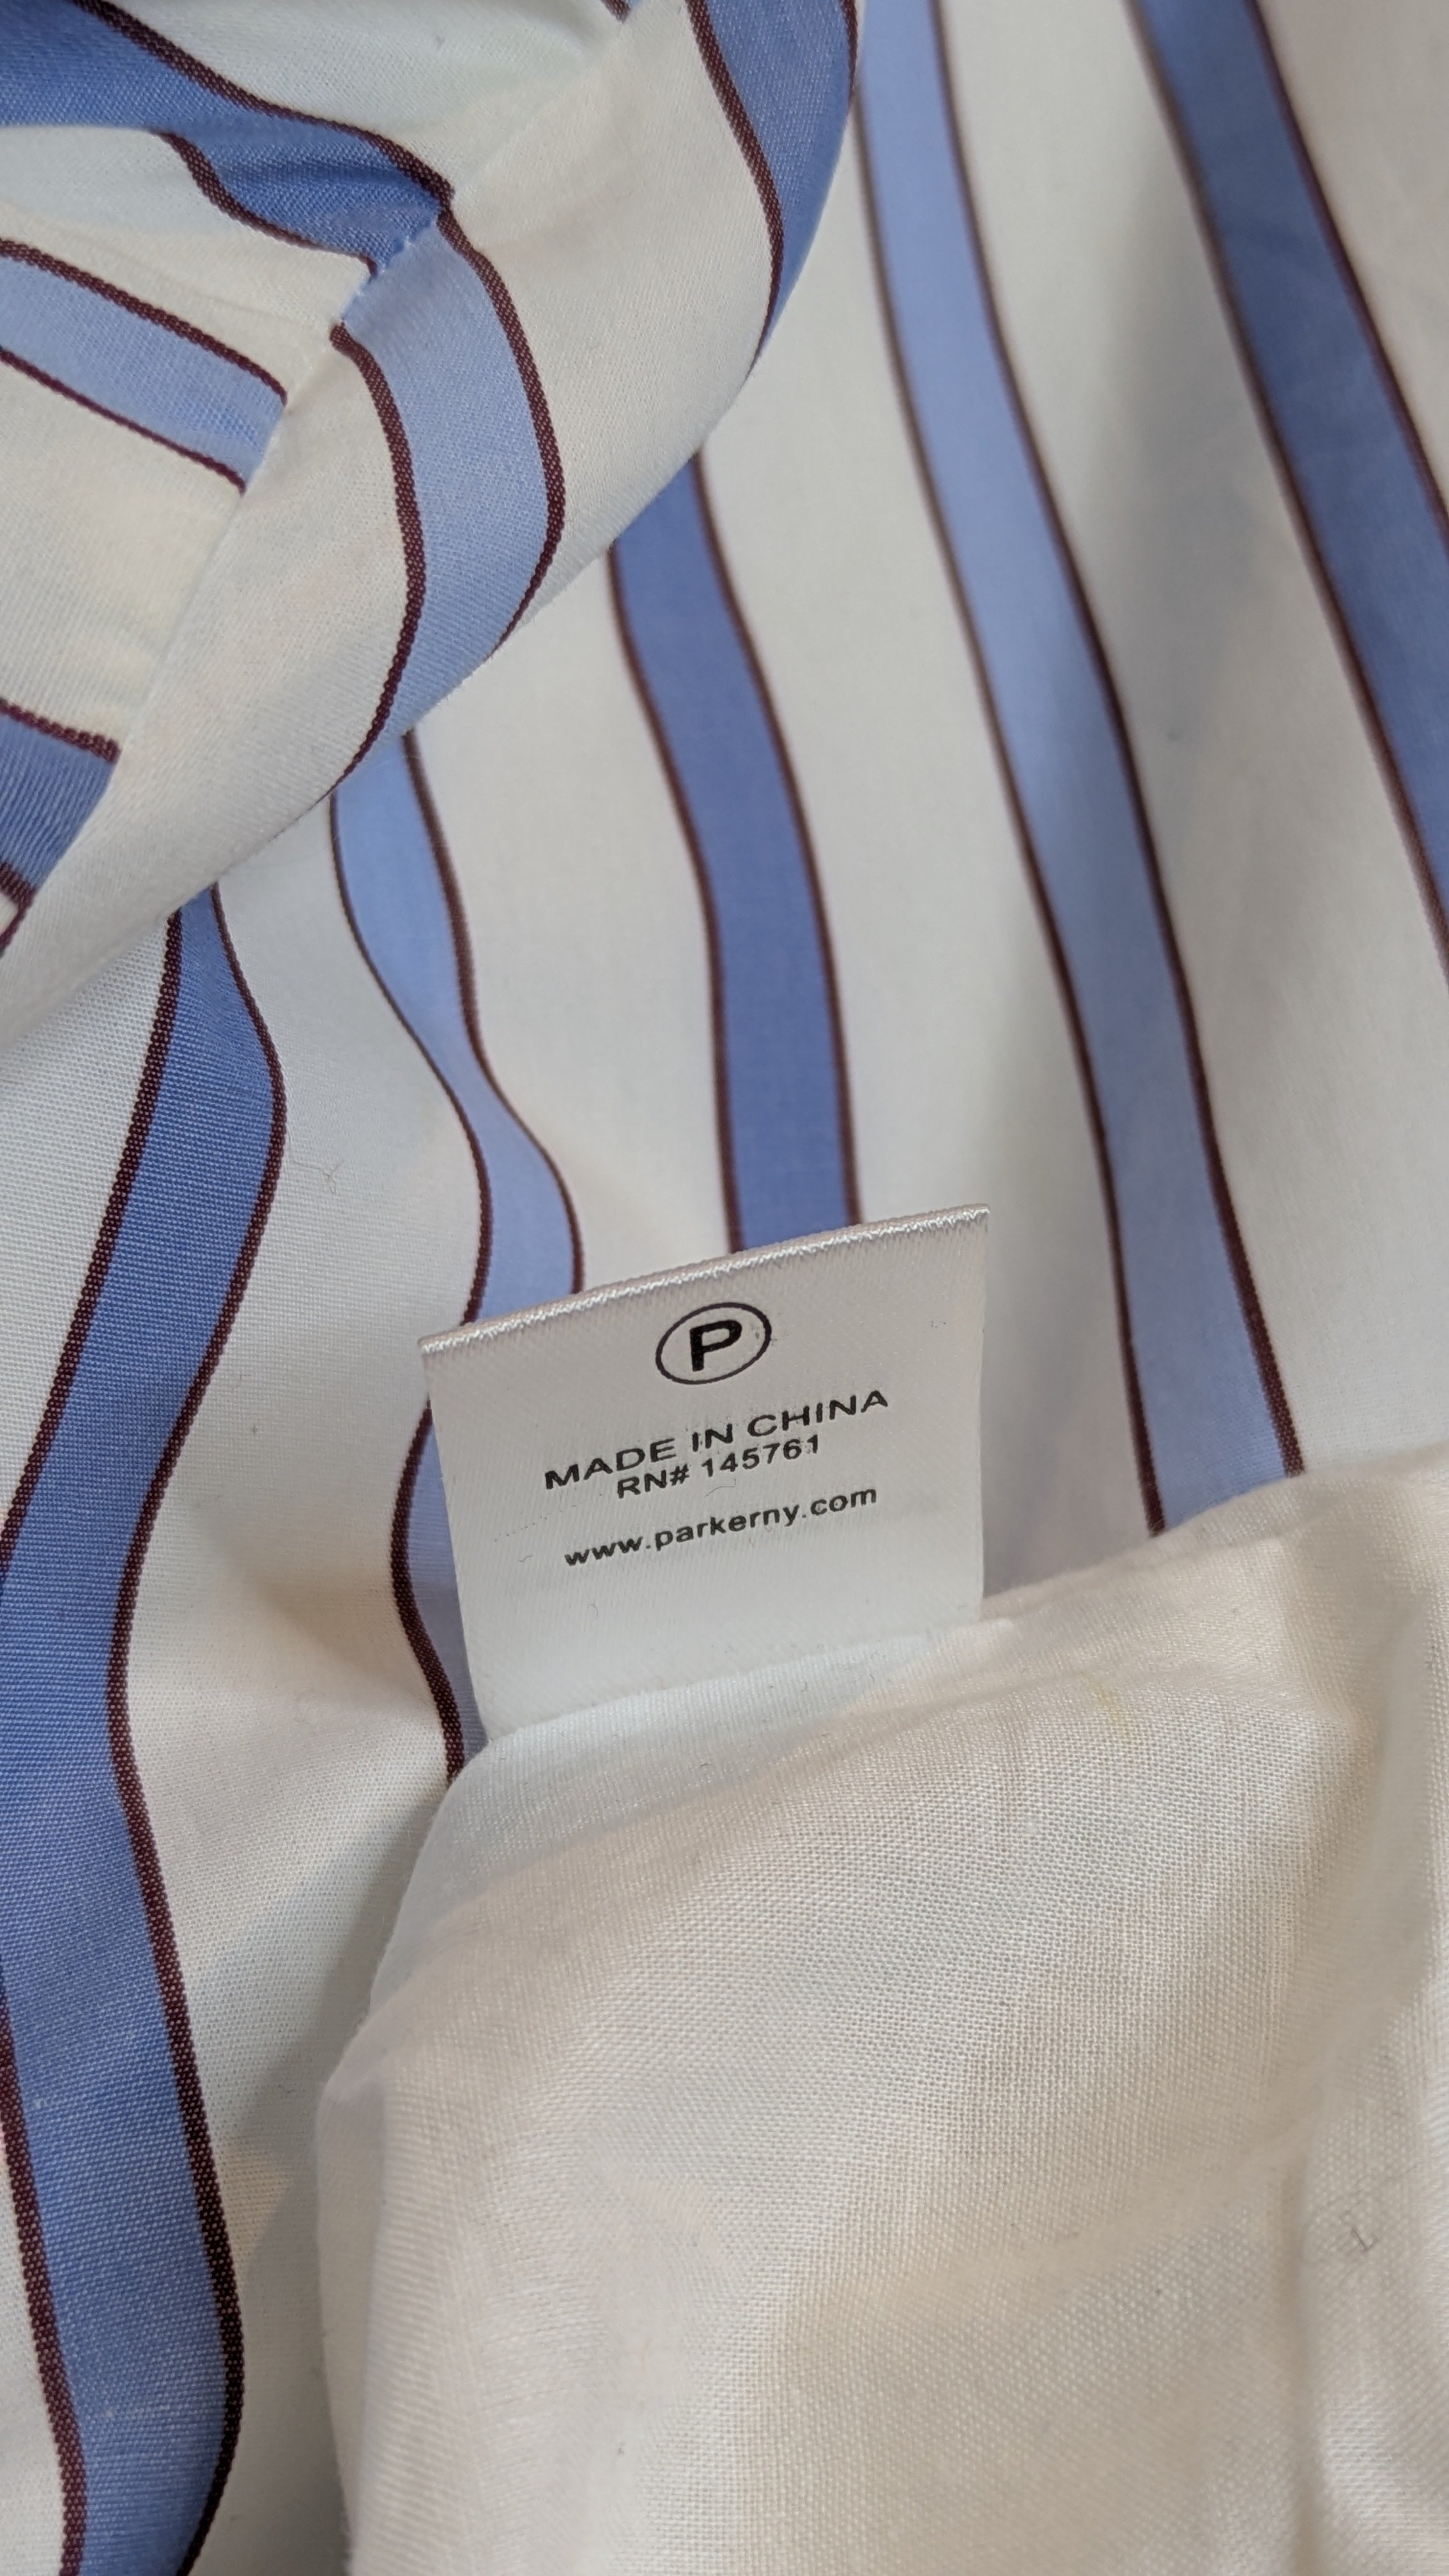 P
MADE IN CHINA
RN# 145761
www.parkerny.com